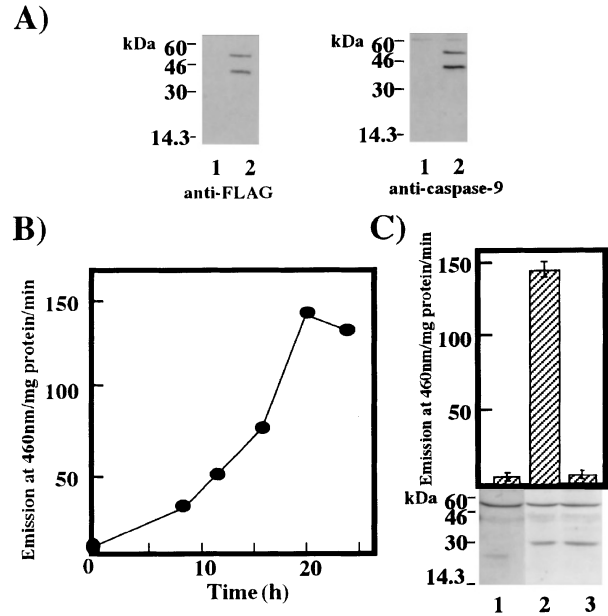 A)
kDa
60
46
30
14.3
1 2
anti-FLAG
kDa
60
46
30
14.3
1 2
anti-caspase-9
B)
Emission at 460nm/mg protein/min
150
100
50
0 10 20
Time (h)
C)
Emission at 460nm/mg protein/min
150
100
50
kDa
60
46
30
14.3
1 2 3